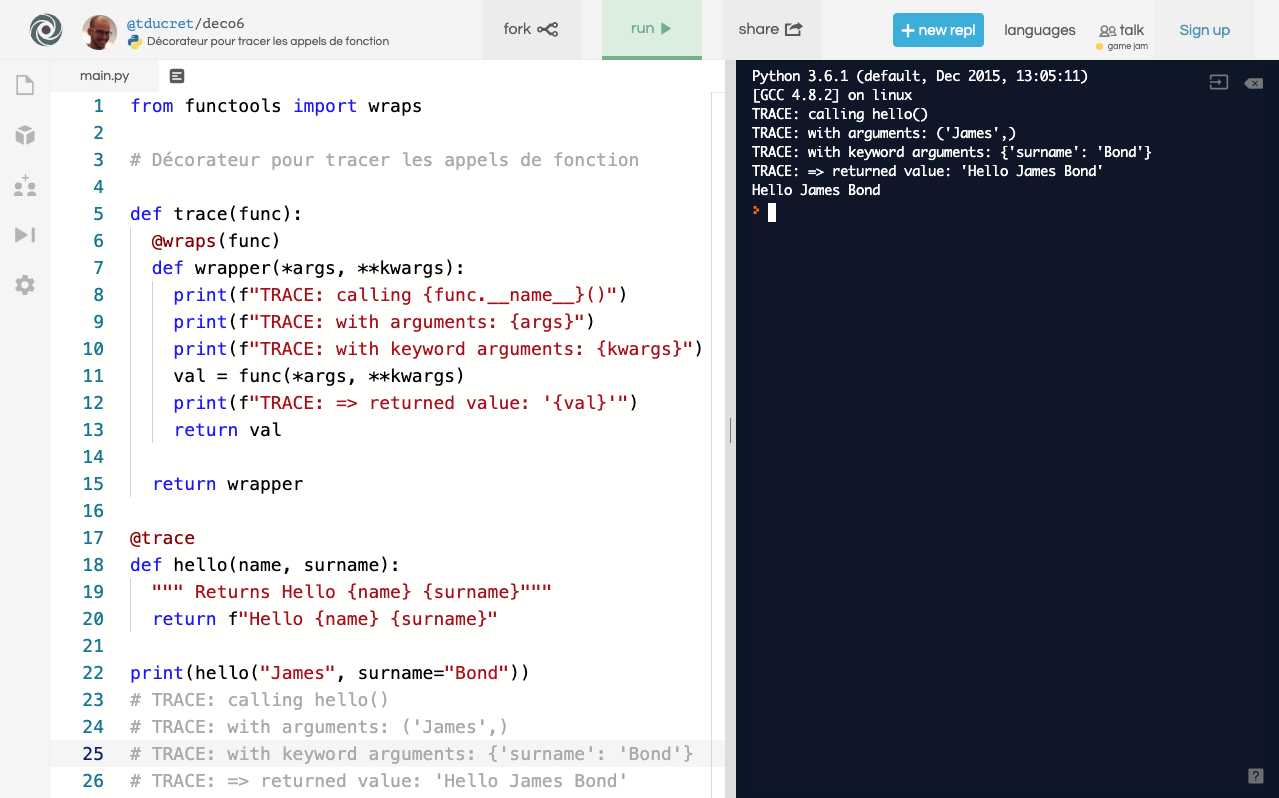 @tducret/deco6
Décorateur pour tracer les appels de fonction
fork
run
share
+ new repl
languages
talk
game jam
Sign up
main.py
1 from functools import wraps
2
3 # Décorateur pour tracer les appels de fonction
4
5 def trace(func):
6 @wraps(func)
7 def wrapper(*args, **kwargs):
8 print(f"TRACE: calling {func.__name__}()")
9 print(f"TRACE: with arguments: {args}")
10 print(f"TRACE: with keyword arguments: {kwargs}")
11 val = func(*args, **kwargs)
12 print(f"TRACE: => returned value: '{val}'")
13 return val
14
15 return wrapper
16
17 @trace
18 def hello(name, surname):
19 """ Returns Hello {name} {surname}"""
20 return f"Hello {name} {surname}"
21
22 print(hello("James", surname="Bond"))
23 # TRACE: calling hello()
24 # TRACE: with arguments: ('James',)
25 # TRACE: with keyword arguments: {'surname': 'Bond'}
26 # TRACE: => returned value: 'Hello James Bond'
Python 3.6.1 (default, Dec 2015, 13:05:11)
[GCC 4.8.2] on linux
TRACE: calling hello()
TRACE: with arguments: ('James',)
TRACE: with keyword arguments: {'surname': 'Bond'}
TRACE: => returned value: 'Hello James Bond'
Hello James Bond
?